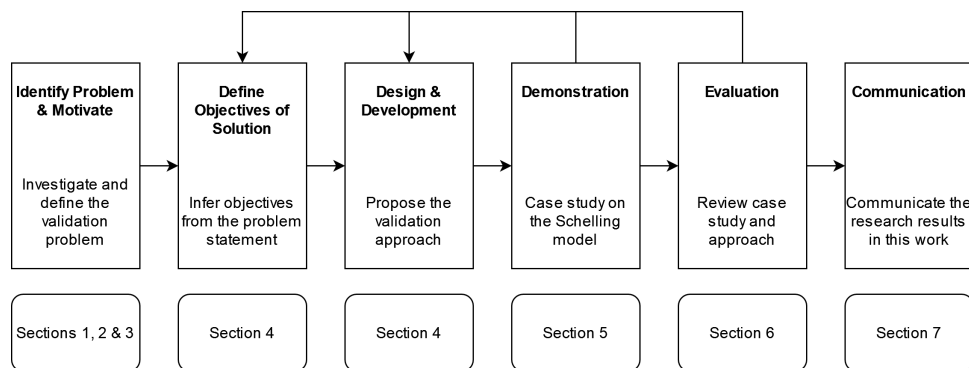 Identify Problem
& Motivate
Investigate and
define the
validation
problem
Define
Objectives of
Solution
Infer objectives
from the problem
statement
Design &
Development
Propose the
validation
approach
Demonstration
Case study on
the Schelling
model
Evaluation
Review case
study and
approach
Communication
Communicate the
research results
in this work
Sections 1, 2 & 3
Section 4
Section 4
Section 5
Section 6
Section 7